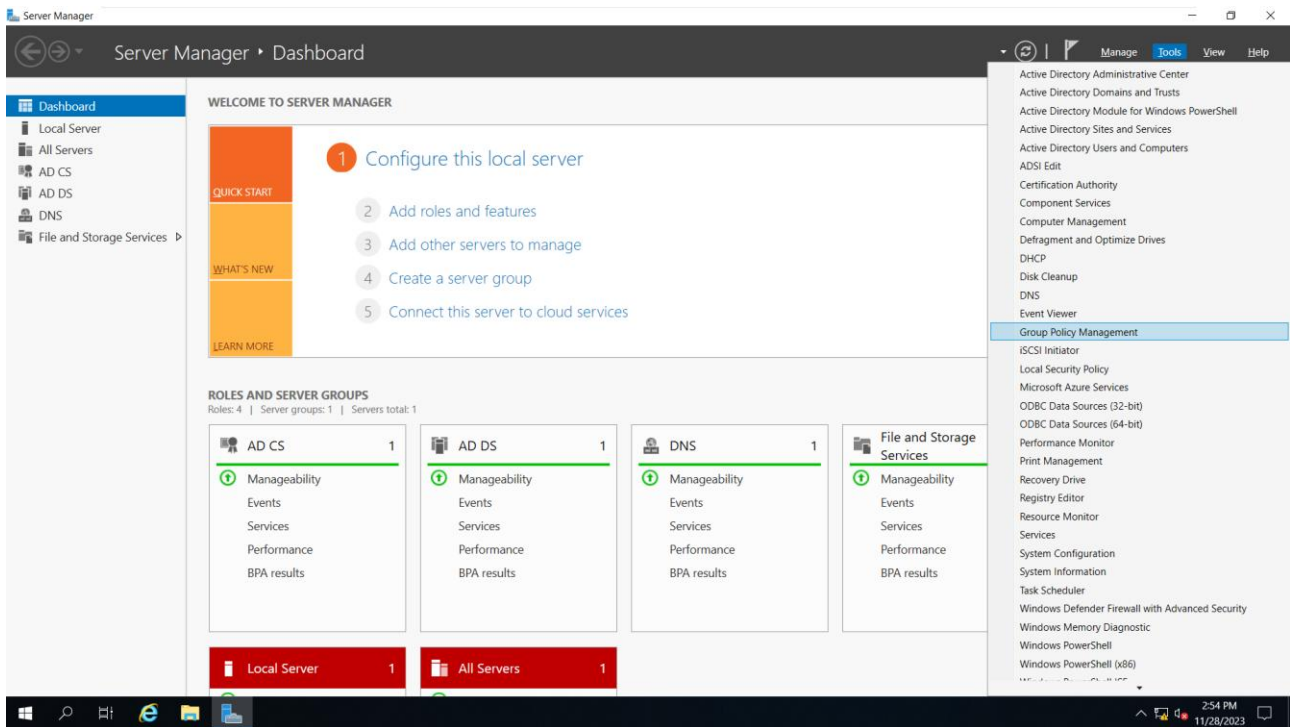 Server Manager
Server Manager • Dashboard
Manage Tools View Help
Dashboard
Local Server
All Servers
AD CS
AD DS
DNS
File and Storage Services
WELCOME TO SERVER MANAGER
QUICK START
WHAT'S NEW
LEARN MORE
1 Configure this local server
2 Add roles and features
3 Add other servers to manage
4 Create a server group
5 Connect this server to cloud services
ROLES AND SERVER GROUPS
Roles: 4 | Server groups: 1 | Servers total: 1
AD CS 1
Manageability
Events
Services
Performance
BPA results
AD DS 1
Manageability
Events
Services
Performance
BPA results
DNS 1
Manageability
Events
Services
Performance
BPA results
File and Storage
Services
Manageability
Events
Services
Performance
BPA results
Local Server 1
All Servers 1
Active Directory Administrative Center
Active Directory Domains and Trusts
Active Directory Module for Windows PowerShell
Active Directory Sites and Services
Active Directory Users and Computers
ADSI Edit
Certification Authority
Component Services
Computer Management
Defragment and Optimize Drives
DHCP
Disk Cleanup
DNS
Event Viewer
Group Policy Management
iSCSI Initiator
Local Security Policy
Microsoft Azure Services
ODBC Data Sources (32-bit)
ODBC Data Sources (64-bit)
Performance Monitor
Print Management
Recovery Drive
Registry Editor
Resource Monitor
Services
System Configuration
System Information
Task Scheduler
Windows Defender Firewall with Advanced Security
Windows Memory Diagnostic
Windows PowerShell
Windows PowerShell (x86)
2:54 PM
11/28/2023